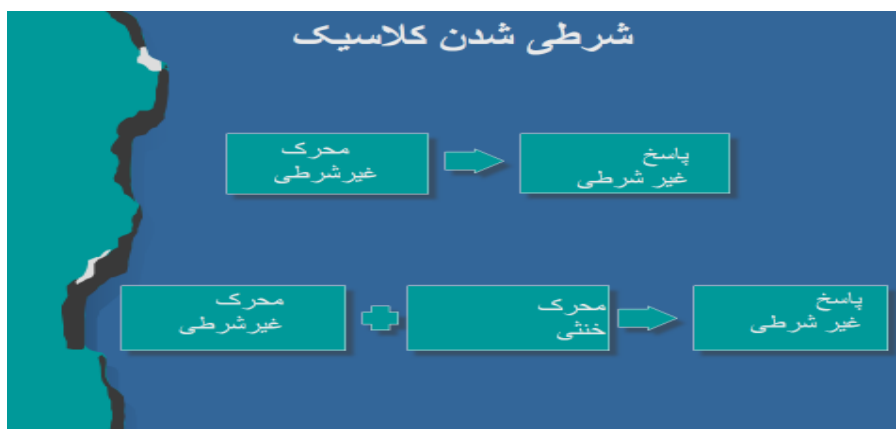 شرطی شدن کلاسیک
محرک
غیرشرطی
پاسخ
غیر شرطی
محرک
غیرشرطی
محرک
خنثی
پاسخ
غیر شرطی